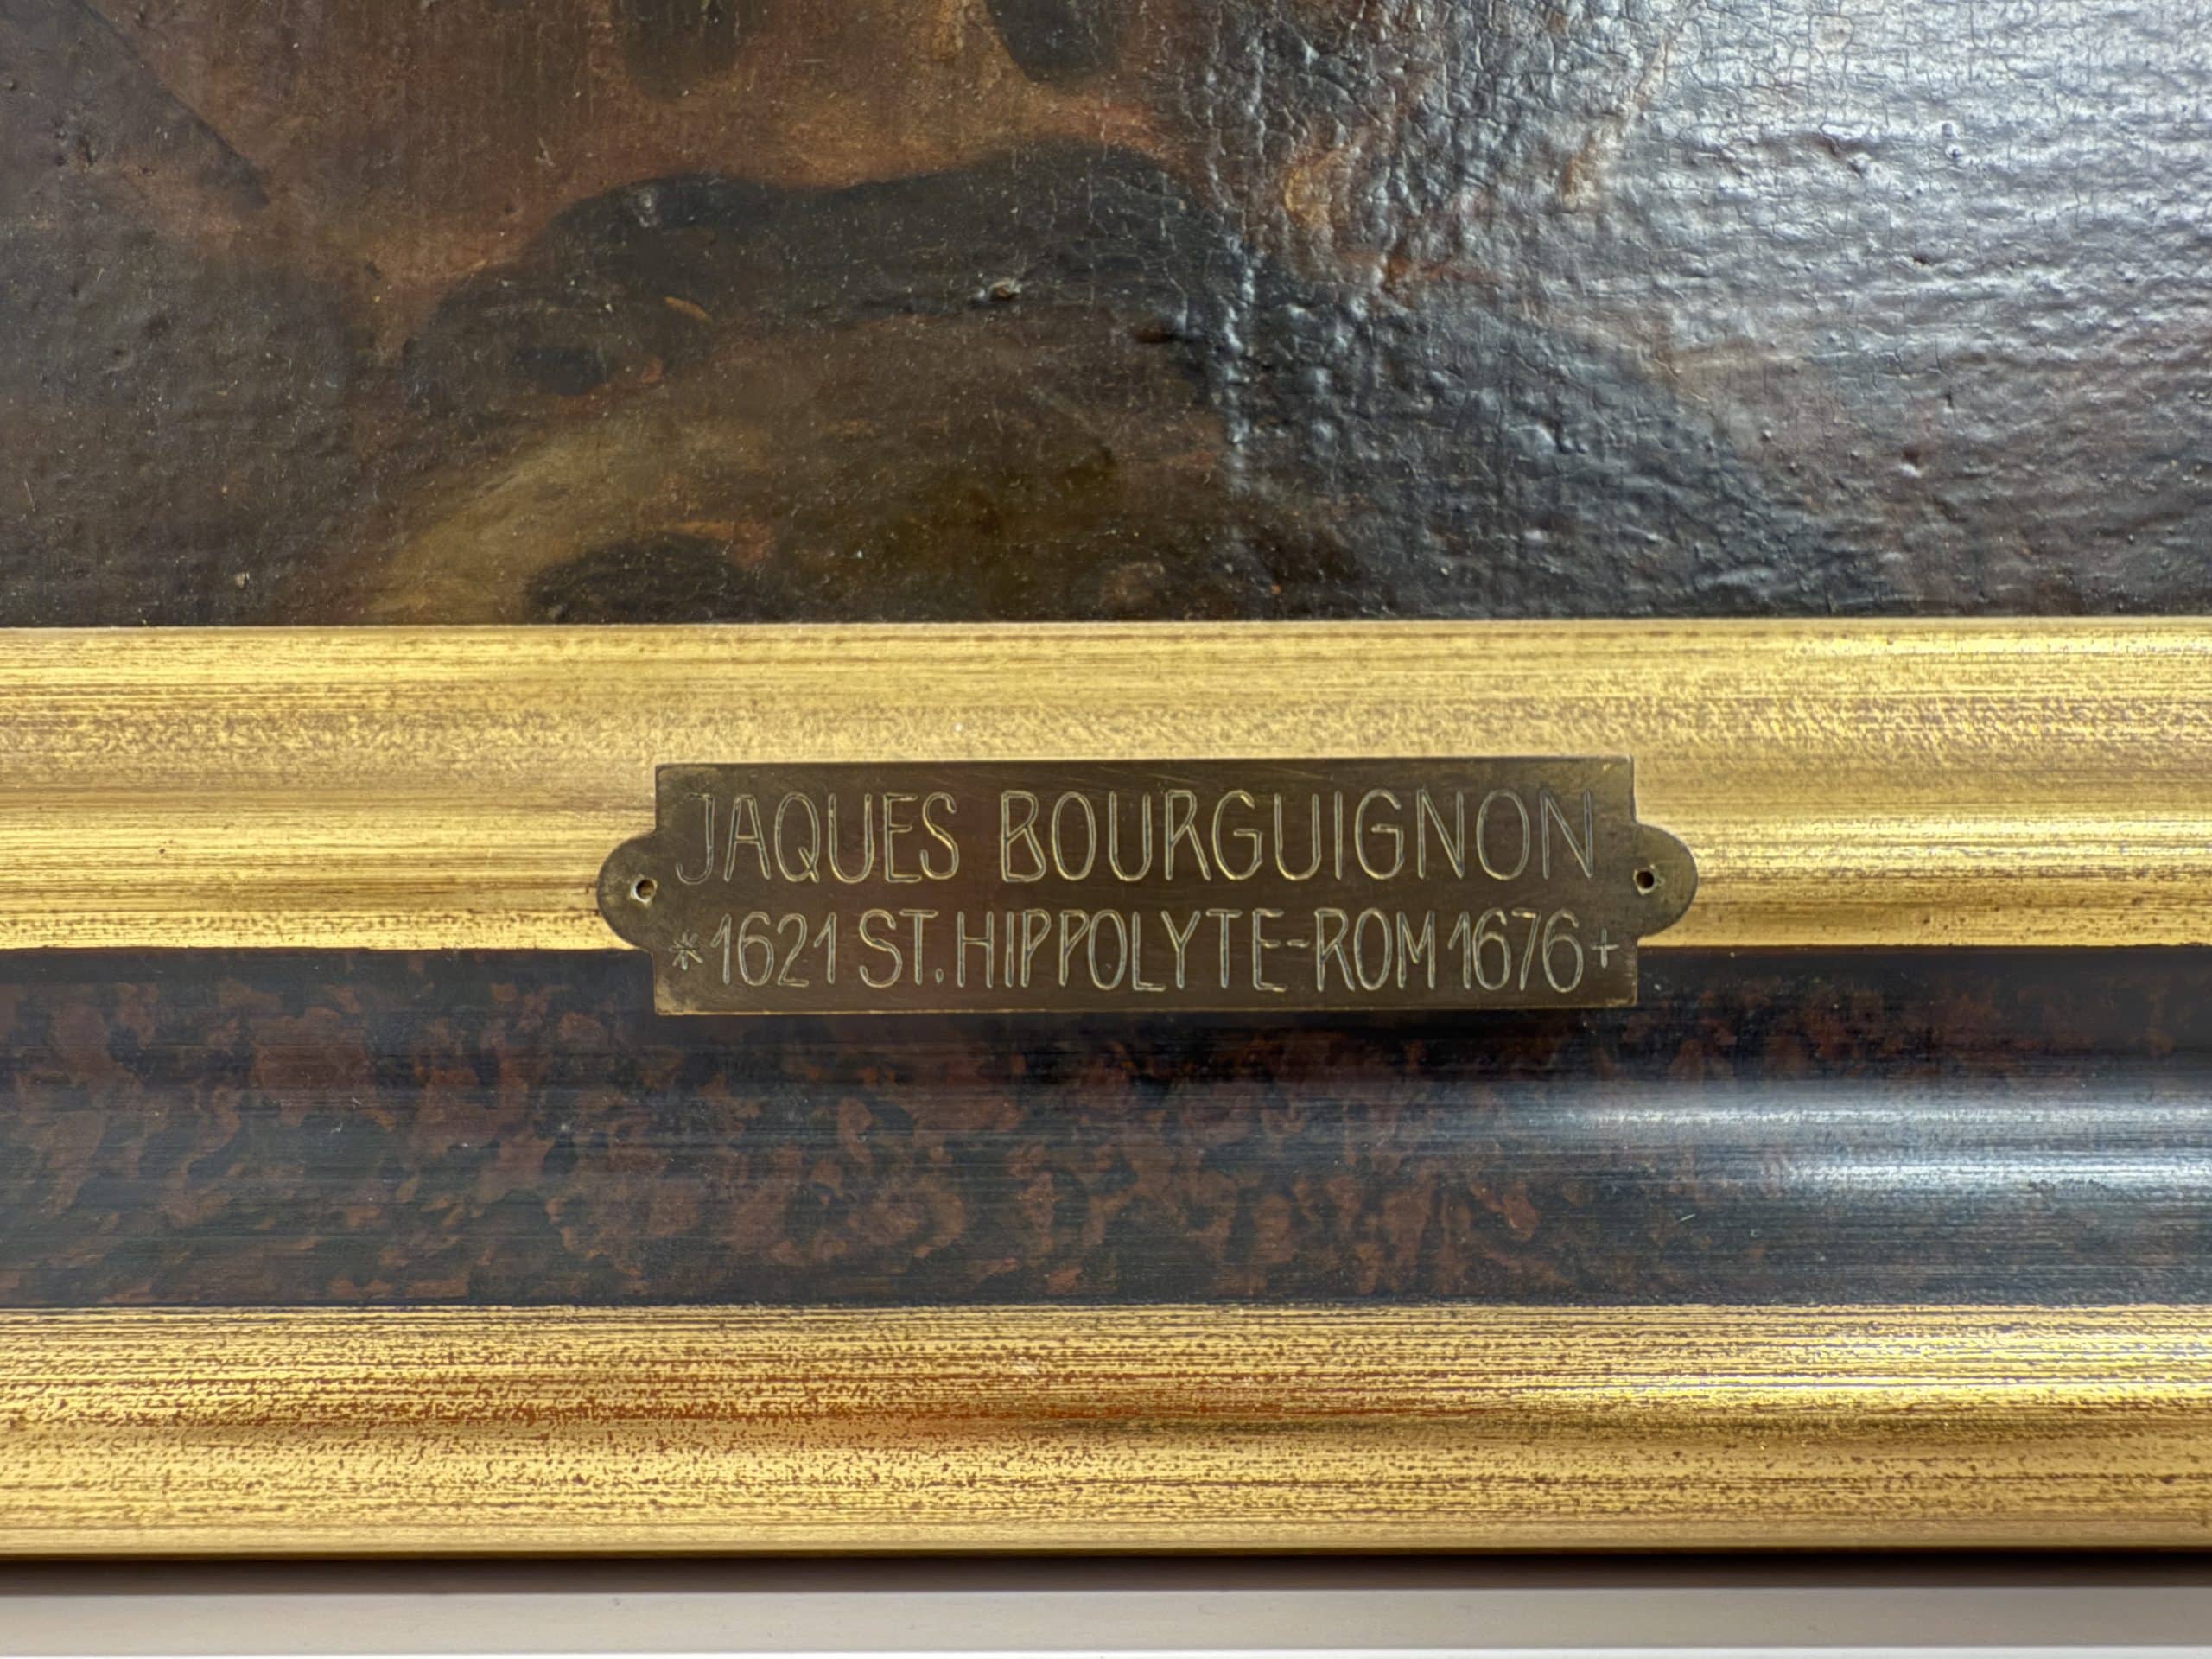 JAQUES BOURGUIGNON
*1621 ST. HIPPOLYTE-ROM 1676+